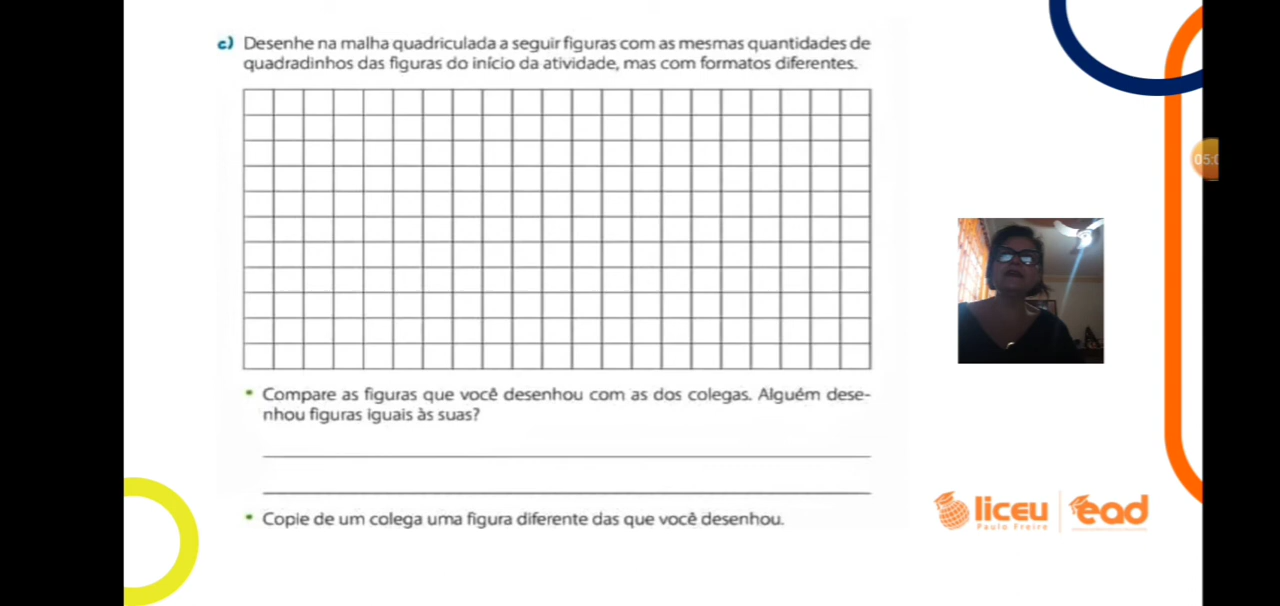 c) Desenhe na malha quadriculada a seguir figuras com as mesmas quantidades de
quadradinhos das figuras do início da atividade, mas com formatos diferentes.
05:0
• Compare as figuras que você desenhou com as dos colegas. Alguém dese-
nhou figuras iguais às suas?
• Copie de um colega uma figura diferente das que você desenhou.
liceu
Paulo Freire
ead